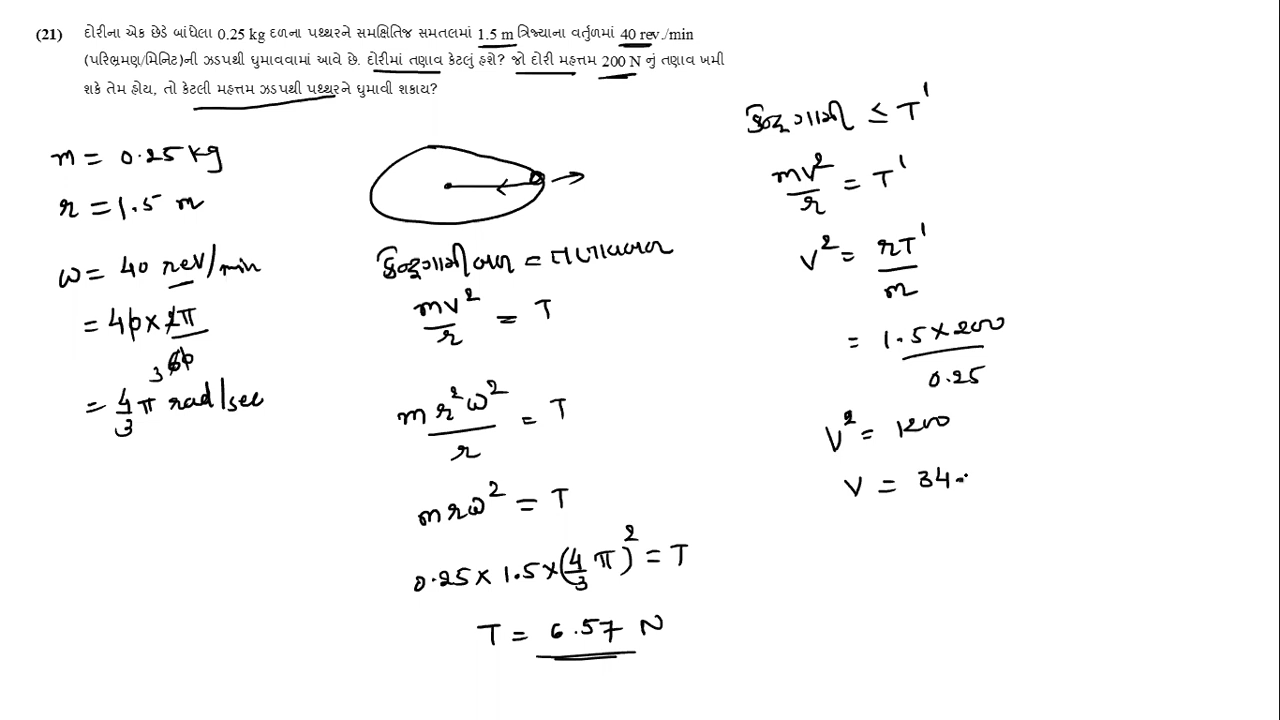 (21) દોરીના એક છેડે બાંધેલા 0.25 kg દળના પથ્થરને સમક્ષિતિજ સમતલમાં 1.5 m ત્રિજ્યાના વર્તુળમાં 40 rev./min
(પરિભ્રમણ/મિનિટ)ની ઝડપથી ઘુમાવવામાં આવે છે. દોરીમાં તણાવ કેટલું હશે? જો દોરી મહત્તમ 200 N નું તણાવ ખમી
શકે તેમ હોય, તો કેટલી મહત્તમ ઝડપથી પથ્થરને ઘુમાવી શકાય?
m = 0.25 kg
r = 1.5 m
ω = 40 rev/min
= 40 × 2π / 60
= 4/3 π rad/sec
કેન્દ્રગામી બળ = તણાવબળ
mv²/r = T
m r² ω²/r = T
m r ω² = T
0.25 × 1.5 × (4/3 π)² = T
T = 6.57 N
કેન્દ્રગામી ≤ T'
mv²/r = T'
v² = rT'/m
= 1.5 × 200 / 0.25
v² = 1200
v = 34.